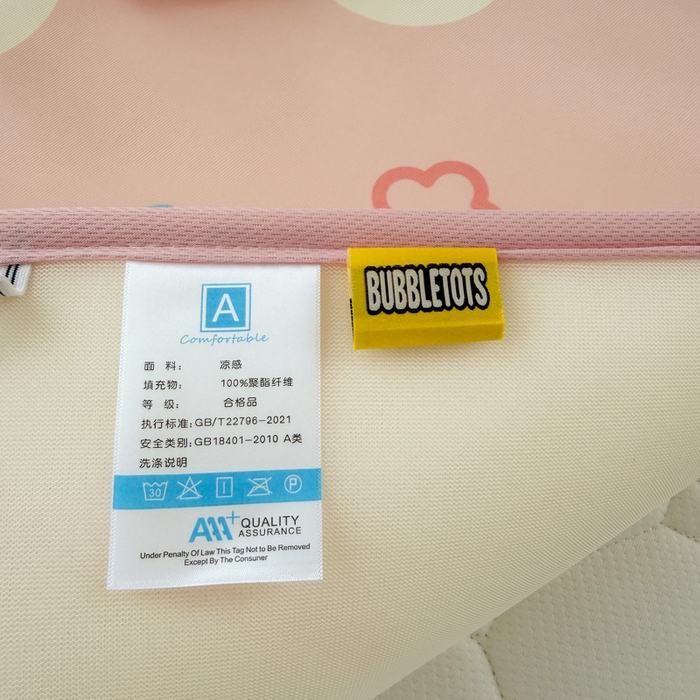 A
Comfortable
面 料: 凉感
填充物: 100%聚酯纤维
等 级: 合格品
执行标准:GB/T22796-2021
安全类别:GB18401-2010 A类
洗涤说明
30 P
AM+ QUALITY
ASSURANCE
Under Penalty Of Law This Tag Not to Be Removed
Except By The Consuner
BUBBLETOTS